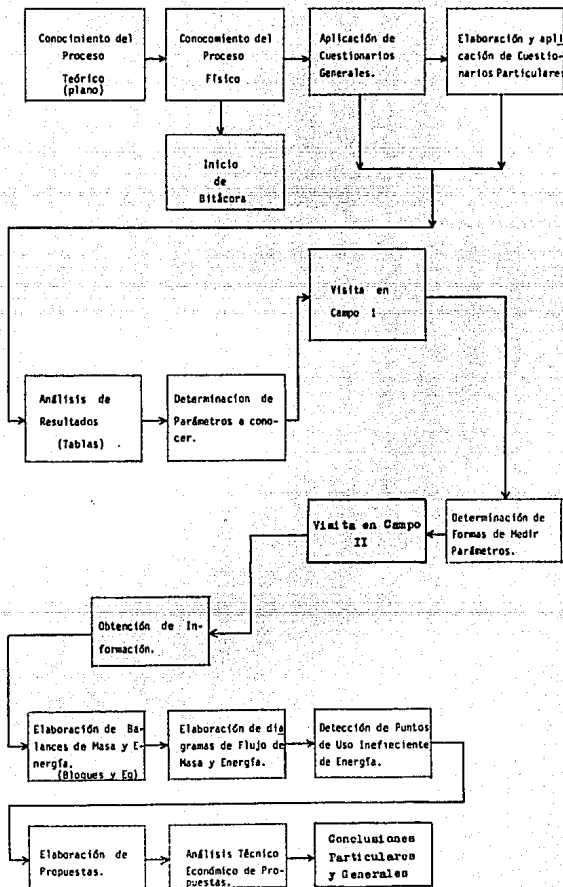 Conocimiento del
Proceso
Teórico
(plano)
Conocomiento del
Proceso
Físico
Aplicación de
Cuestionarios
Generales.
Elaboración y apli
cación de Cuestio-
narios Particulares
Inicio
de
Bitácora
Visita en
Campo I
Análisis de
Resultados
(Tablas)
Determinacion de
Parámetros a cono-
cer.
Visita en Campo
II
Determinación de
Formas de Medir
Parámetros.
Obtención de In-
formación.
Elaboración de Ba-
lances de Masa y E-
nergía.
(Bloques y Eq)
Elaboración de dia
gramas de Flujo de
Masa y Energía.
Detección de Puntos
de Uso Inefieciente
de Energía.
Elaboración de
Propuestas.
Análisis Técnico
Económico de Pro-
puestas.
Conclusiones
Particulares
y Generales